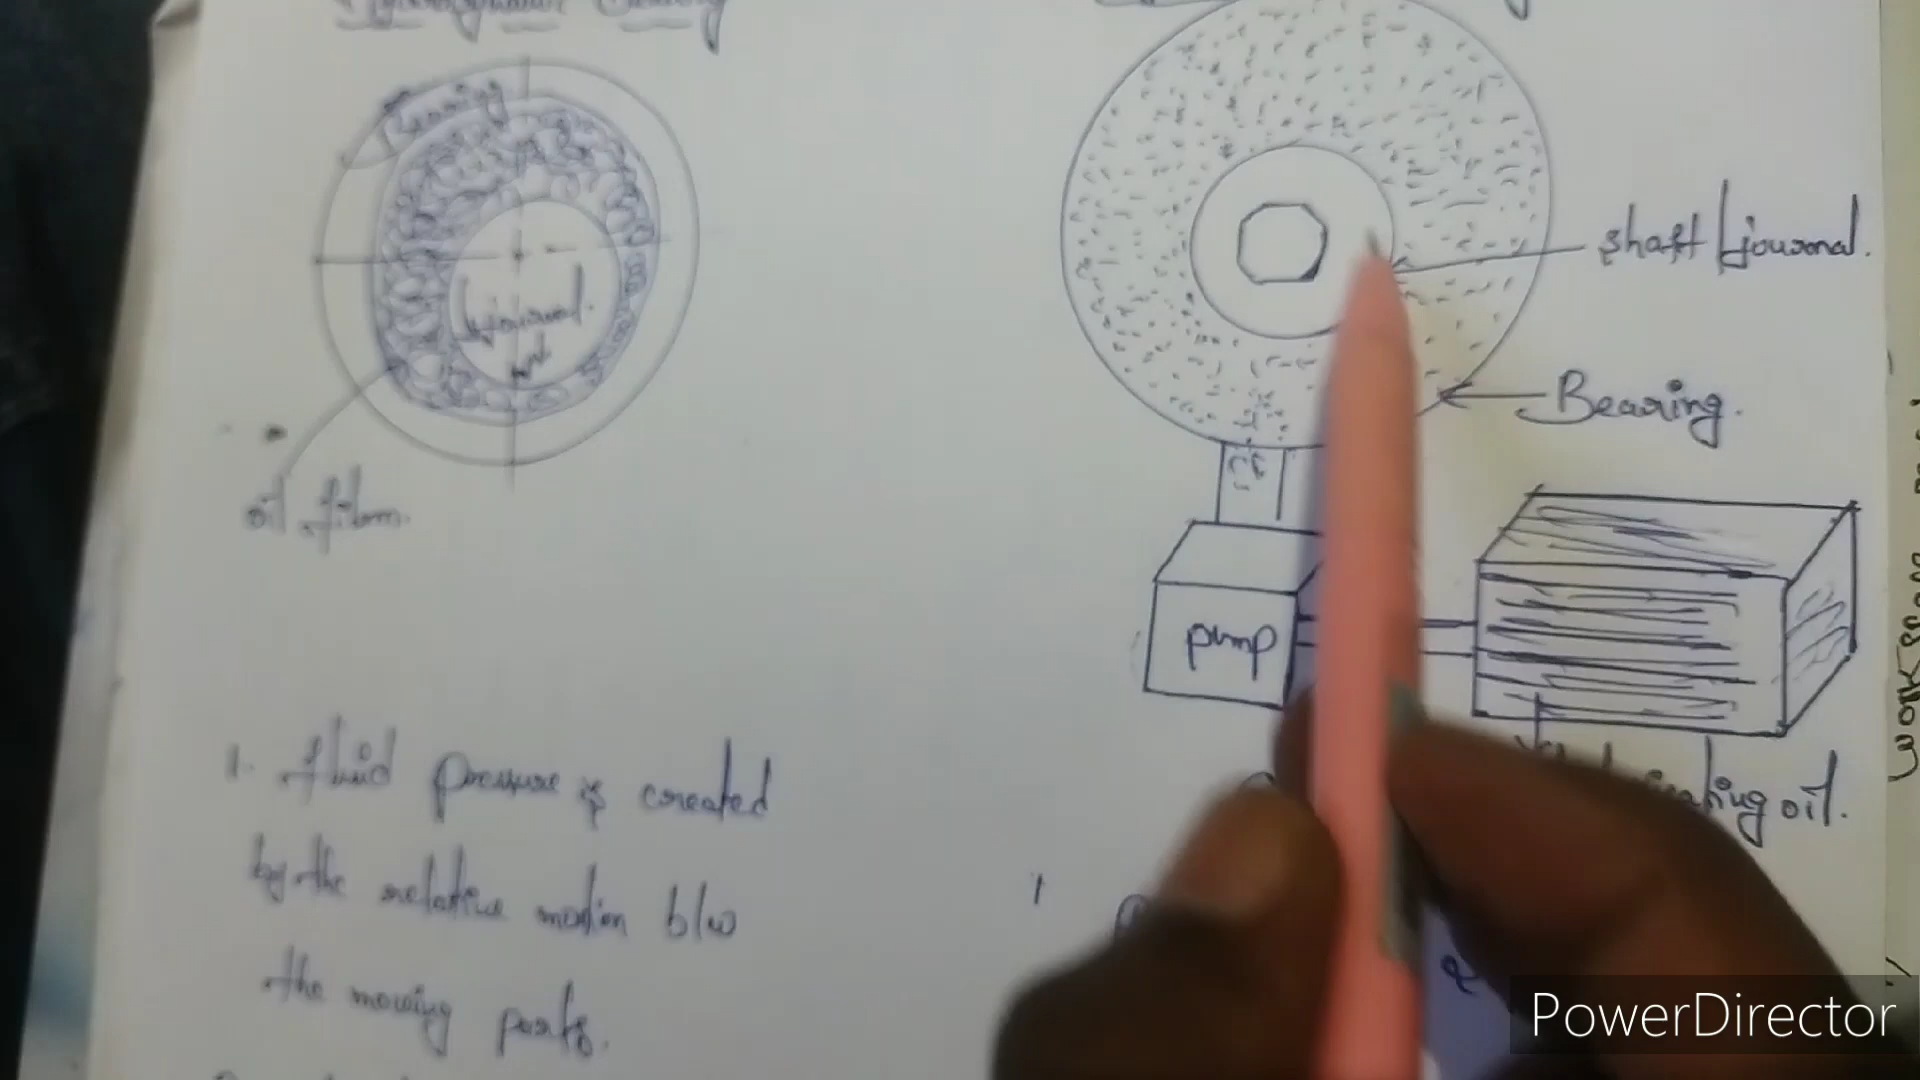 Bearing
journal.
oil film.
shaft/journal.
Bearing.
pump
oil.
1. fluid pressure is created
by the relative motion b/w
the moving parts.
1
PowerDirector